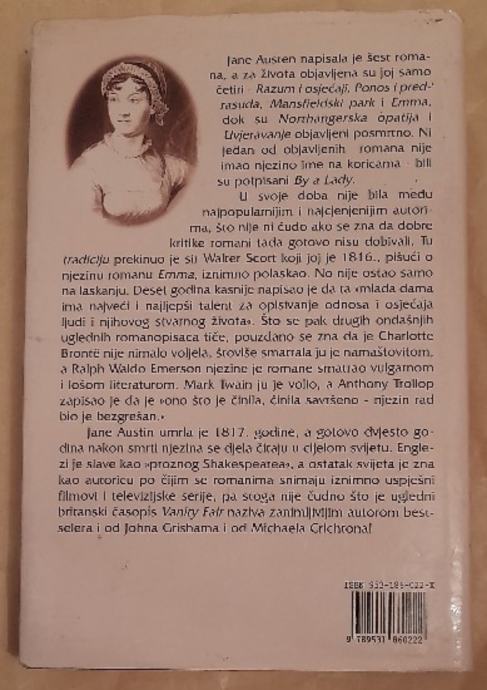 Jane Austen napisala je šest roma-
na, a za života objavljena su joj samo
četiri - Razum i osjećaji, Ponos i pred-
rasuda, Mansfieldski park i Emma,
dok su Northangerska opatija i
Uvjeravanje objavljeni posmrtno. Ni
jedan od objavljenih romana nije
imao njezino ime na koricama - bili
su potpisani By a Lady.
U svoje doba nije bila među
najpopularnijim i najcjenjenijim autori-
ma, što nije ni čudo ako se zna da dobre
kritike romani tada gotovo nisu dobivali. Tu
tradiciju prekinuo je sir Walter Scott koji joj je 1816., pišući o
njezinu romanu Emma, iznimno polaskao. No nije ostao samo
na laskanju. Deset godina kasnije napisao je da ta »mlada dama
ima najveći i najljepši talent za opisivanje odnosa i osjećaja
ljudi i njihovog stvarnog života«. Što se pak drugih ondašnjih
uglednih romanopisaca tiče, pouzdano se zna da je Charlotte
Brontë nije nimalo voljela, štoviše smatrala ju je namaštovitom,
a Ralph Waldo Emerson njezine je romane smatrao vulgarnom
i lošom literaturom. Mark Twain ju je volio, a Anthony Trollop
zapisao je da je »ono što je činila, činila savršeno - njezin rad
bio je bezgrešan.«
Jane Austin umrla je 1817. godine, a gotovo dvjesto go-
dina nakon smrti njezina se djela čitaju u cijelom svijetu. Engle-
zi je slave kao »proznog Shakespearea«, a ostatak svijeta je zna
kao autoricu po čijim se romanima snimaju iznimno uspješni
filmovi i televizijske serije, pa stoga nije čudno što je ugledni
britanski časopis Vanity Fair naziva zanimljivijim autorom best-
selera i od Johna Grishama i od Michaela Crichtona!
ISBN 953-186-022-X
9 789531 860222